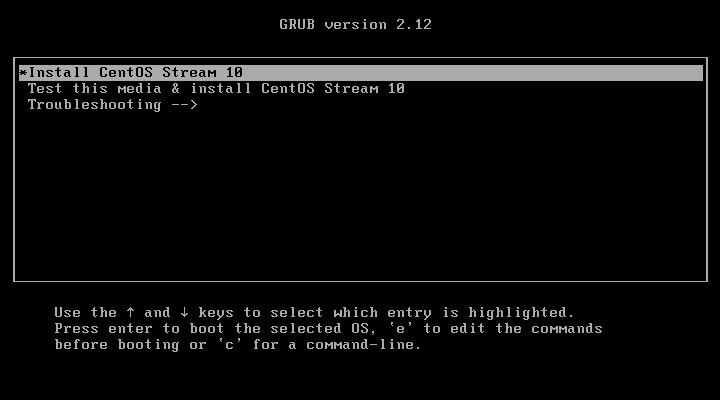 GRUB version 2.12
*Install CentOS Stream 10
Test this media & install CentOS Stream 10
Troubleshooting -->
Use the ↑ and ↓ keys to select which entry is highlighted.
Press enter to boot the selected OS, `e' to edit the commands
before booting or `c' for a command-line.